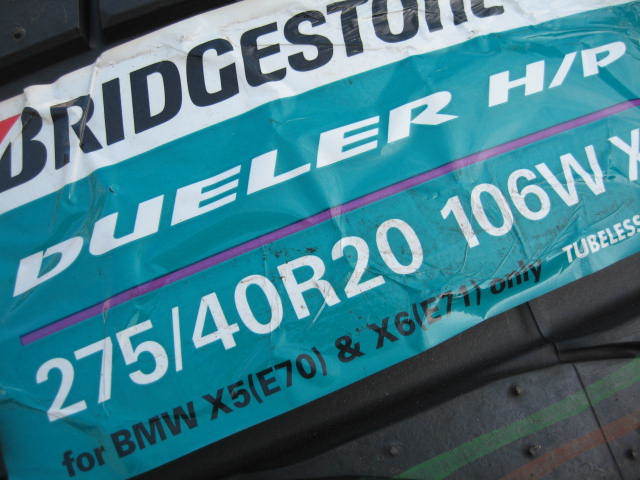 BRIDGESTONE
DUELER H/P
275/40R20 106W X
TUBELESS
for BMW X5(E70) & X6(E71) only